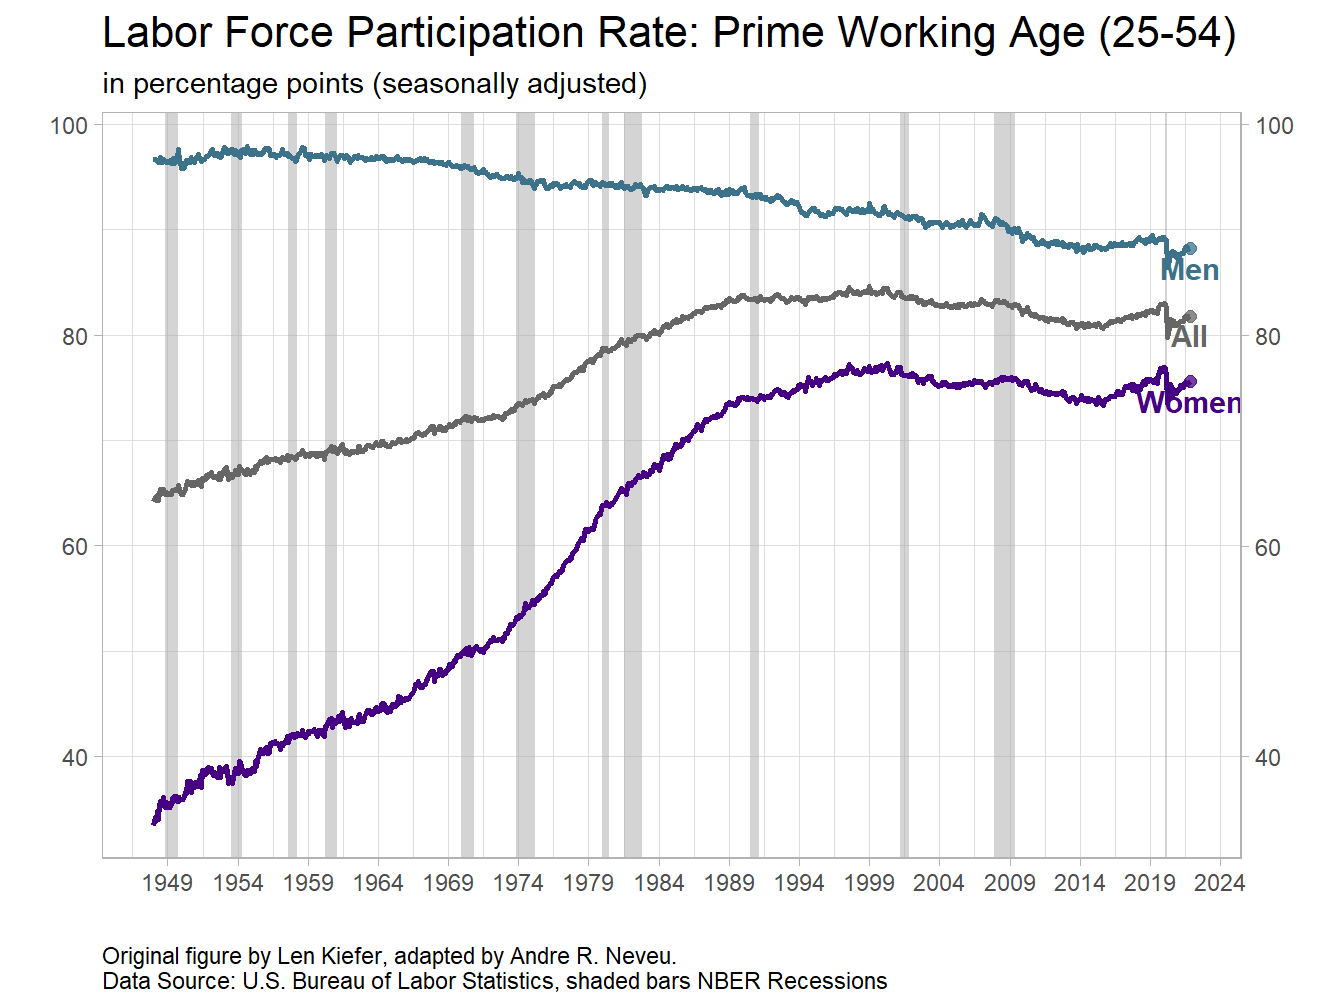 Labor Force Participation Rate: Prime Working Age (25-54)
in percentage points (seasonally adjusted)
100
100
Men
80
All
80
Women
60
60
40
40
1949 1954 1959 1964 1969 1974 1979 1984 1989 1994 1999 2004 2009 2014 2019 2024
Original figure by Len Kiefer, adapted by Andre R. Neveu.
Data Source: U.S. Bureau of Labor Statistics, shaded bars NBER Recessions